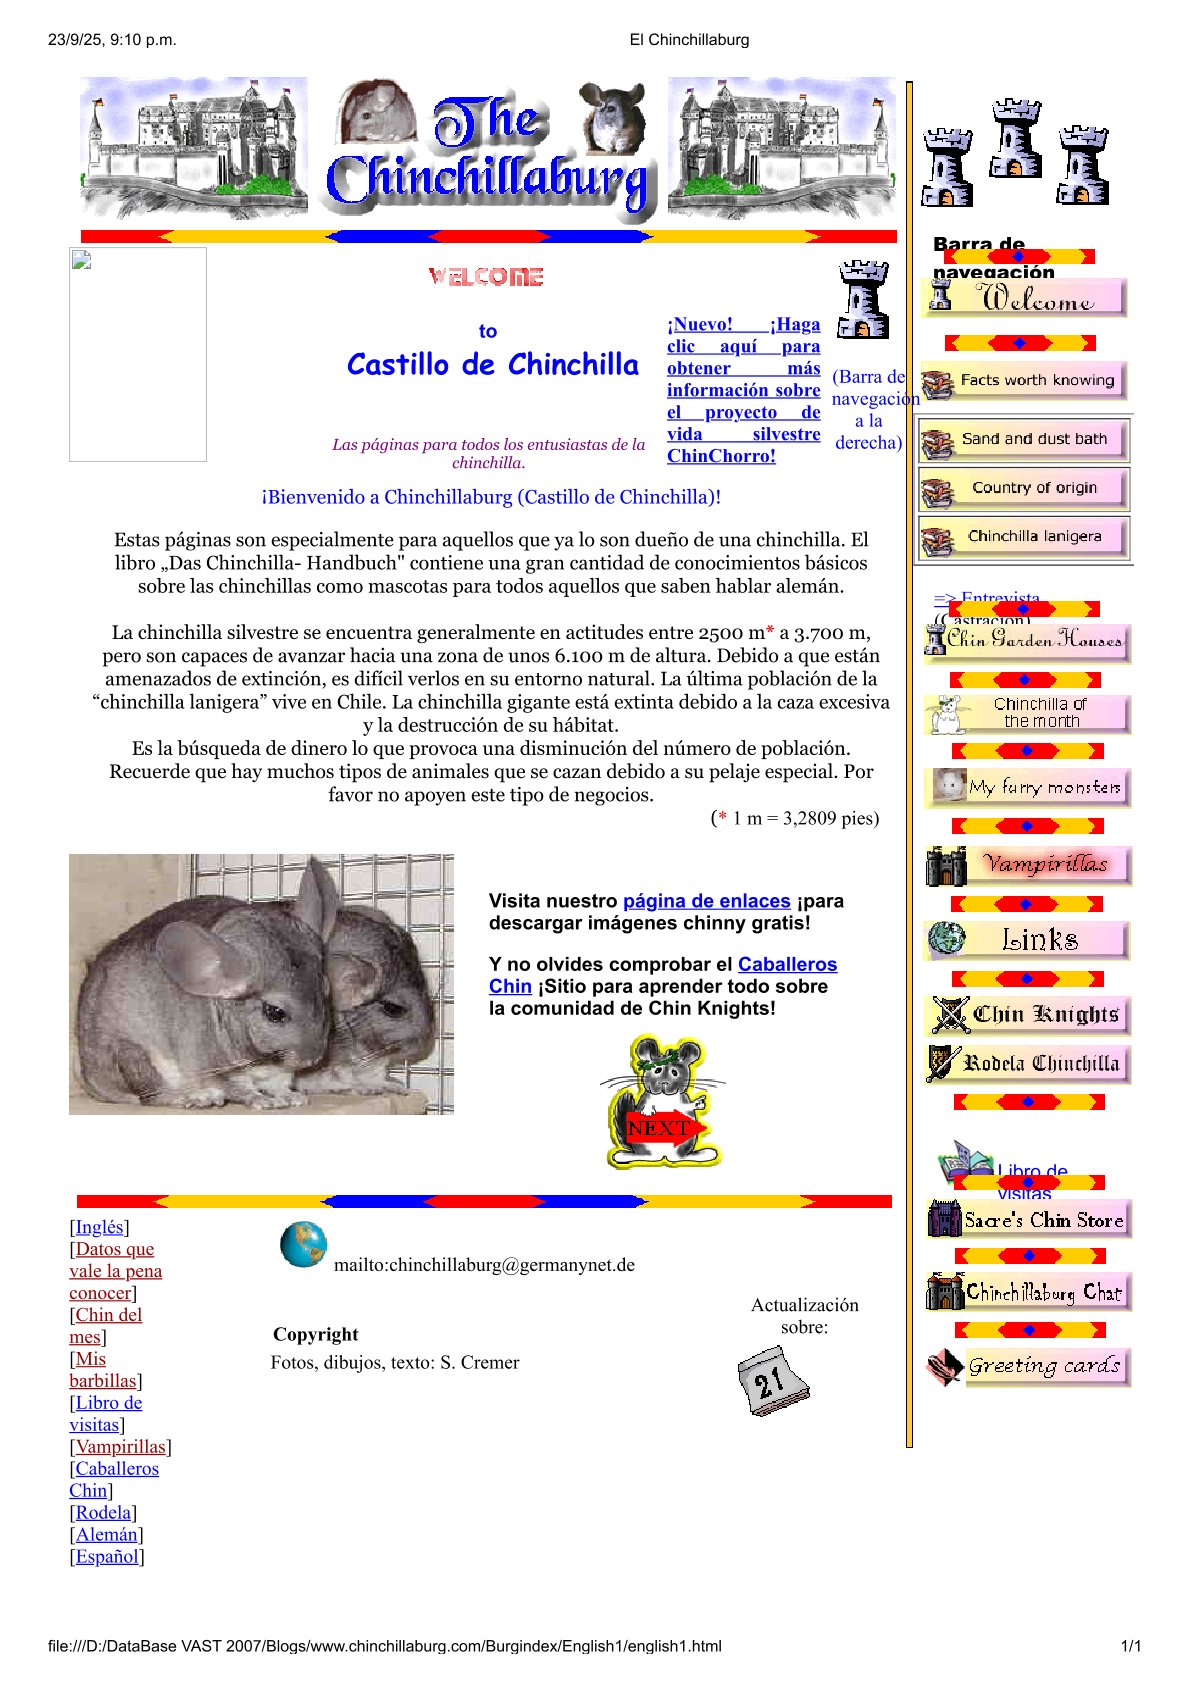 23/9/25, 9:10 p.m.
El Chinchillaburg
The
Chinchillaburg
WELCOME
to
Castillo de Chinchilla
Las páginas para todos los entusiastas de la
chinchilla.
¡Nuevo! ¡Haga
clic aquí para
obtener más
información sobre
el proyecto de
vida silvestre
ChinChorro!
(Barra de
navegación
a la
derecha)
¡Bienvenido a Chinchillaburg (Castillo de Chinchilla)!
Estas páginas son especialmente para aquellos que ya lo son dueño de una chinchilla. El
libro „Das Chinchilla- Handbuch" contiene una gran cantidad de conocimientos básicos
sobre las chinchillas como mascotas para todos aquellos que saben hablar alemán.
La chinchilla silvestre se encuentra generalmente en actitudes entre 2500 m* a 3.700 m,
pero son capaces de avanzar hacia una zona de unos 6.100 m de altura. Debido a que están
amenazados de extinción, es difícil verlos en su entorno natural. La última población de la
“chinchilla lanigera” vive en Chile. La chinchilla gigante está extinta debido a la caza excesiva
y la destrucción de su hábitat.
Es la búsqueda de dinero lo que provoca una disminución del número de población.
Recuerde que hay muchos tipos de animales que se cazan debido a su pelaje especial. Por
favor no apoyen este tipo de negocios.
(* 1 m = 3,2809 pies)
Visita nuestro página de enlaces ¡para
descargar imágenes chinny gratis!
Y no olvides comprobar el Caballeros
Chin ¡Sitio para aprender todo sobre
la comunidad de Chin Knights!
NEXT
[Inglés]
[Datos que
vale la pena
conocer]
[Chin del
mes]
[Mis
barbillas]
[Libro de
visitas]
[Vampirillas]
[Caballeros
Chin]
[Rodela]
[Alemán]
[Español]
mailto:chinchillaburg@germanynet.de
Copyright
Fotos, dibujos, texto: S. Cremer
Actualización
sobre:
21
Barra de
navegación
Welcome
Facts worth knowing
Sand and dust bath
Country of origin
Chinchilla lanigera
=> Entrevista
(Castración)
Chin Garden Houses
Chinchilla of
the month
My furry monsters
Vampirillas
Links
Chin Knights
Rodela Chinchilla
Libro de
visitas
Sacre's Chin Store
Chinchillaburg Chat
Greeting cards
file:///D:/DataBase VAST 2007/Blogs/www.chinchillaburg.com/Burgindex/English1/english1.html
1/1